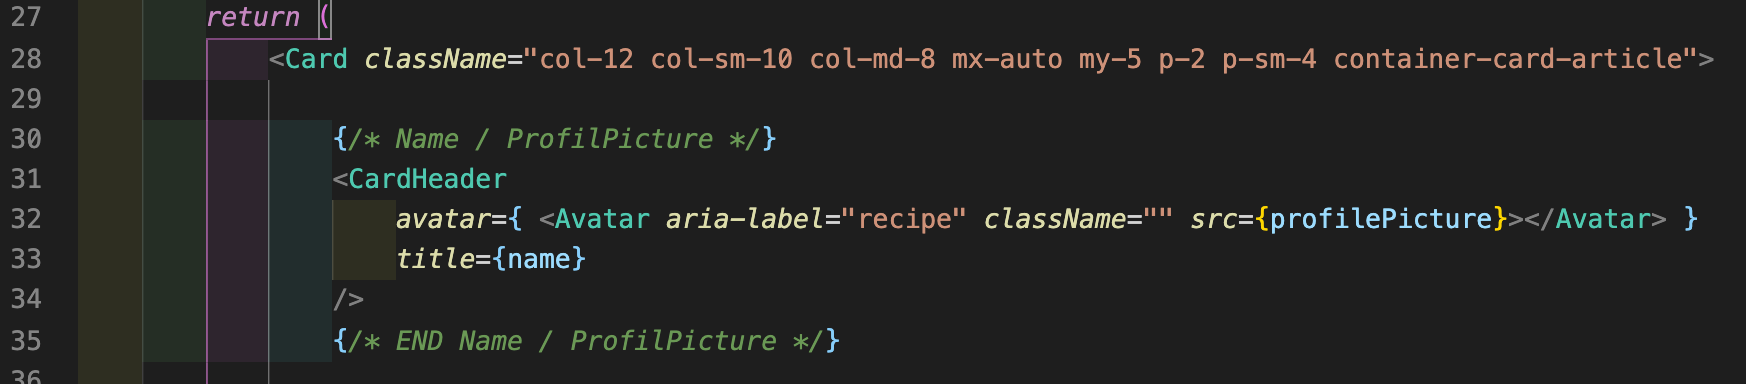 27 return (
28 <Card className="col-12 col-sm-10 col-md-8 mx-auto my-5 p-2 p-sm-4 container-card-article">
29
30 {/* Name / ProfilPicture */}
31 <CardHeader
32 avatar={ <Avatar aria-label="recipe" className="" src={profilePicture}></Avatar> }
33 title={name}
34 />
35 {/* END Name / ProfilPicture */}
36